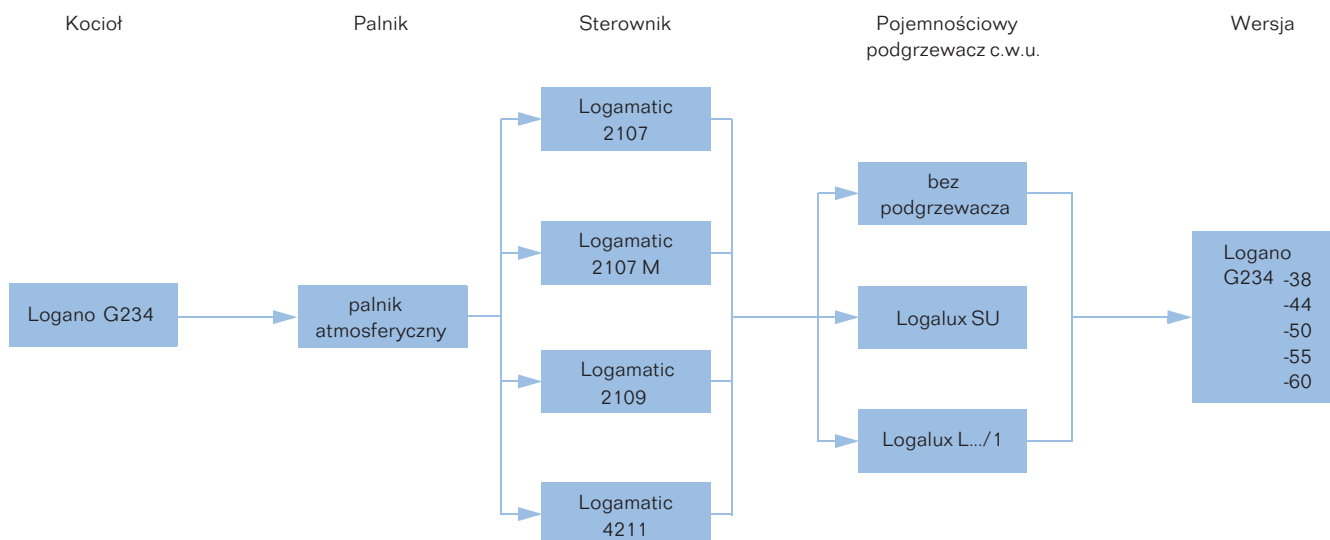 Kocioł
Palnik
Sterownik
Pojemnościowy
podgrzewacz c.w.u.
Wersja
Logano G234
palnik
atmosferyczny
Logamatic
2107
Logamatic
2107 M
Logamatic
2109
Logamatic
4211
bez
podgrzewacza
Logalux SU
Logalux L.../1
Logano
G234 -38
-44
-50
-55
-60